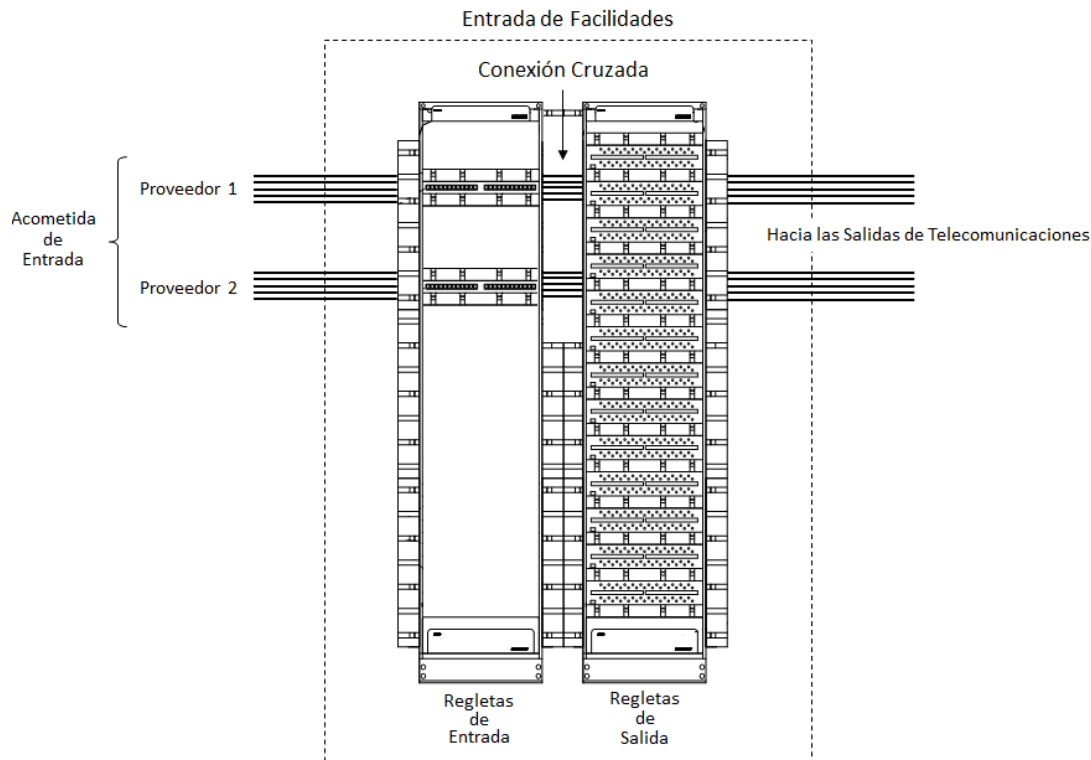 Entrada de Facilidades
Conexión Cruzada
Proveedor 1
Acometida
de
Entrada
Hacia las Salidas de Telecomunicaciones
Proveedor 2
Regletas
de
Entrada
Regletas
de
Salida